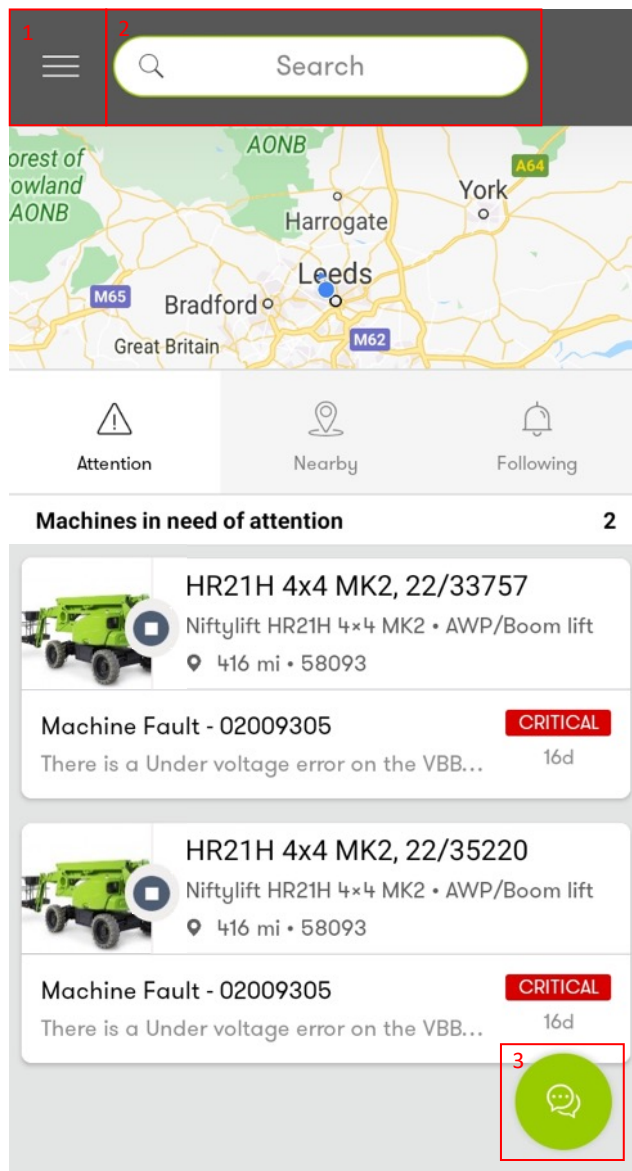 1
2
Search
orest of
owland
AONB
AONB
A64
York
Harrogate
Leeds
M65
Bradford
Great Britain
M62
Attention
Nearby
Following
Machines in need of attention 2
HR21H 4x4 MK2, 22/33757
Niftylift HR21H 4×4 MK2 • AWP/Boom lift
416 mi • 58093
Machine Fault - 02009305 CRITICAL
There is a Under voltage error on the VBB... 16d
HR21H 4x4 MK2, 22/35220
Niftylift HR21H 4×4 MK2 • AWP/Boom lift
416 mi • 58093
Machine Fault - 02009305 CRITICAL
There is a Under voltage error on the VBB... 16d
3